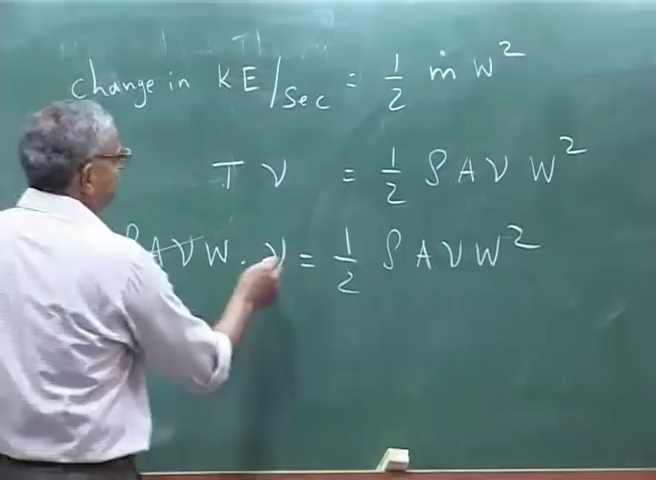 change in KE/sec = 1/2 ṁ w²
T ν = 1/2 ρ A ν w²
ρ A ν w . ν = 1/2 ρ A ν w²